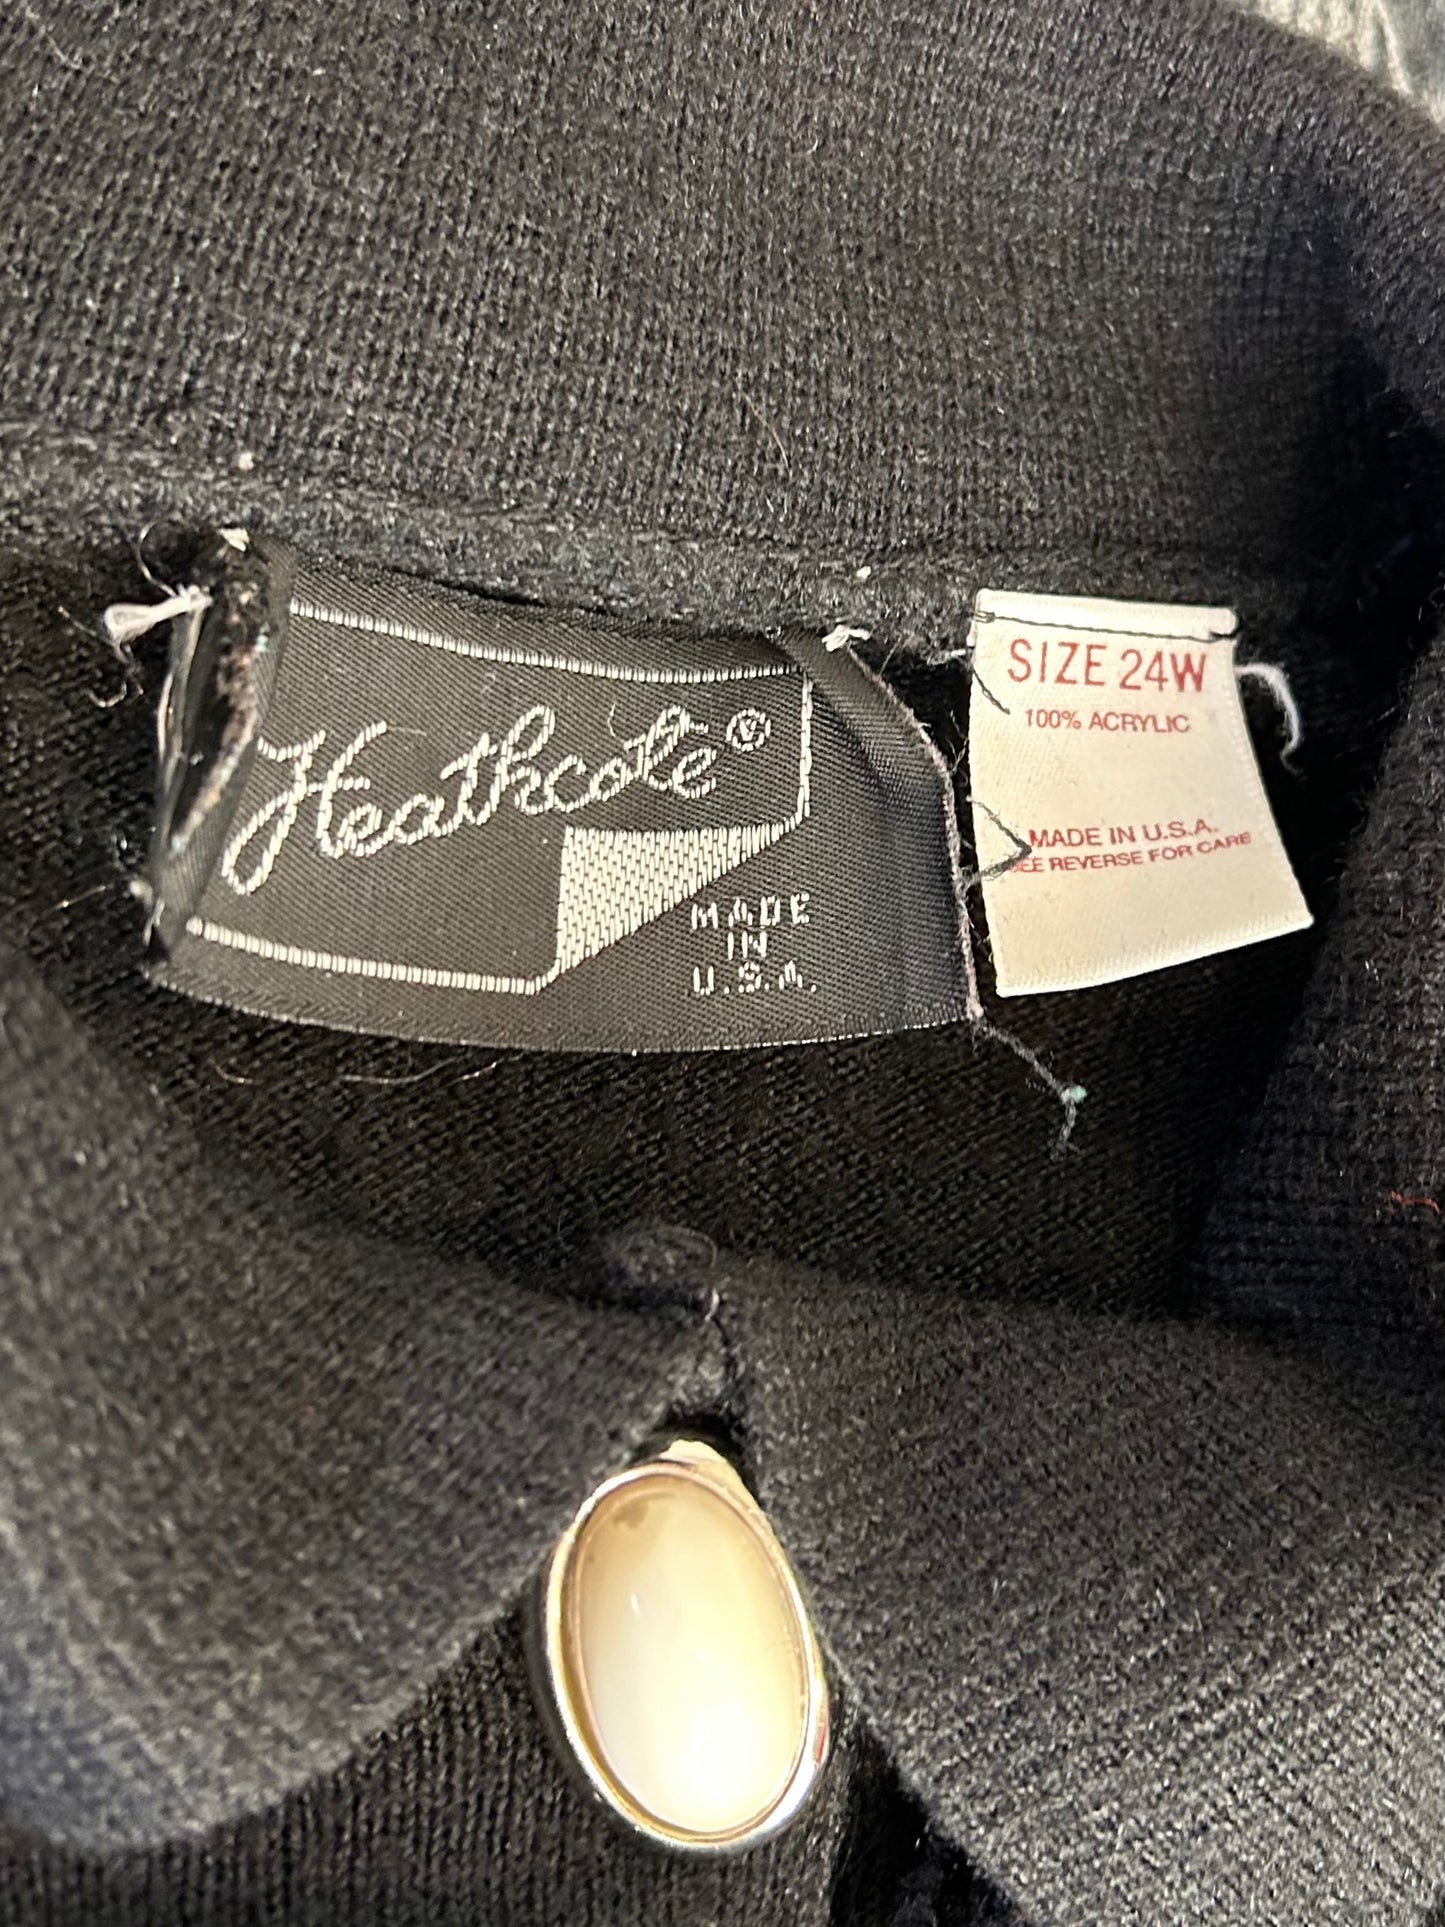 Heathcote®
MADE
IN
U.S.A.
SIZE 24W
100% ACRYLIC
MADE IN U.S.A.
SEE REVERSE FOR CARE